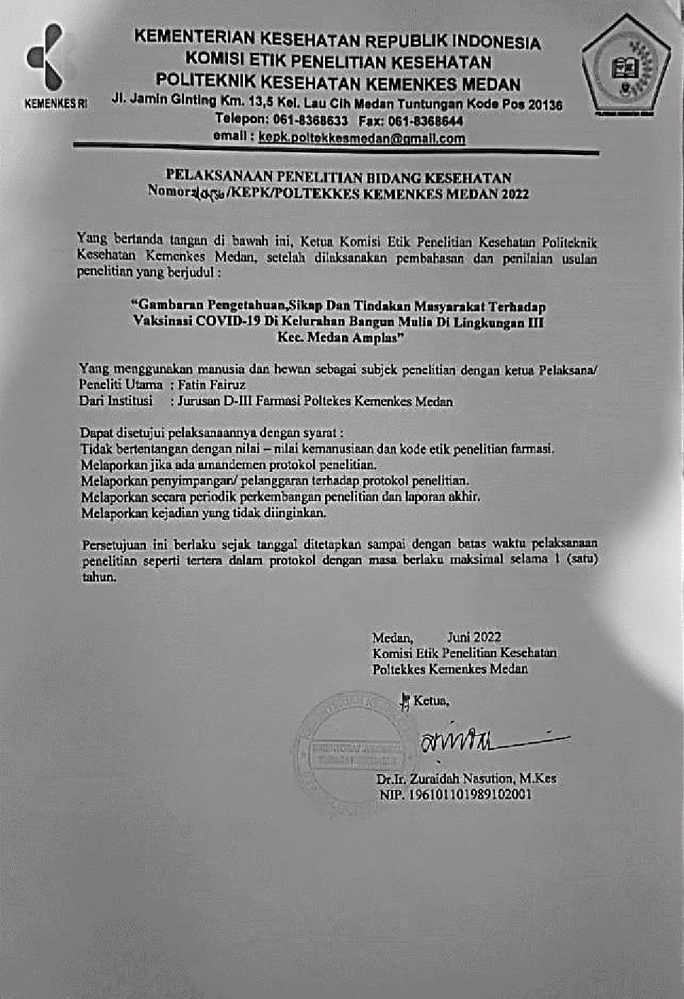 KEMENTERIAN KESEHATAN REPUBLIK INDONESIA
KOMISI ETIK PENELITIAN KESEHATAN
POLITEKNIK KESEHATAN KEMENKES MEDAN
KEMENKES RI
Jl. Jamin Ginting Km. 13,5 Kel. Lau Cih Medan Tuntungan Kode Pos 20136
Telepon: 061-8368633 Fax: 061-8368644
email : kepk.poltekkesmedan@gmail.com
PELAKSANAAN PENELITIAN BIDANG KESEHATAN
Nomor: /KEPK/POLTEKKES KEMENKES MEDAN 2022
Yang bertanda tangan di bawah ini, Ketua Komisi Etik Penelitian Kesehatan Politeknik
Kesehatan Kemenkes Medan, setelah dilaksanakan pembahasan dan penilaian usulan
penelitian yang berjudul :
“Gambaran Pengetahuan,Sikap Dan Tindakan Masyarakat Terhadap
Vaksinasi COVID-19 Di Kelurahan Bangun Mulia Di Lingkungan III
Kec. Medan Amplas”
Yang menggunakan manusia dan hewan sebagai subjek penelitian dengan ketua Pelaksana/
Peneliti Utama : Fatin Fairuz
Dari Institusi : Jurusan D-III Farmasi Poltekes Kemenkes Medan
Dapat disetujui pelaksanaannya dengan syarat :
Tidak bertentangan dengan nilai – nilai kemanusiaan dan kode etik penelitian farmasi.
Melaporkan jika ada amandemen protokol penelitian.
Melaporkan penyimpangan/ pelanggaran terhadap protokol penelitian.
Melaporkan secara periodik perkembangan penelitian dan laporan akhir.
Melaporkan kejadian yang tidak diinginkan.
Persetujuan ini berlaku sejak tanggal ditetapkan sampai dengan batas waktu pelaksanaan
penelitian seperti tertera dalam protokol dengan masa berlaku maksimal selama 1 (satu)
tahun.
Medan, Juni 2022
Komisi Etik Penelitian Kesehatan
Poltekkes Kemenkes Medan
Ketua,
Dr.Ir. Zuraidah Nasution, M.Kes
NIP. 196101101989102001